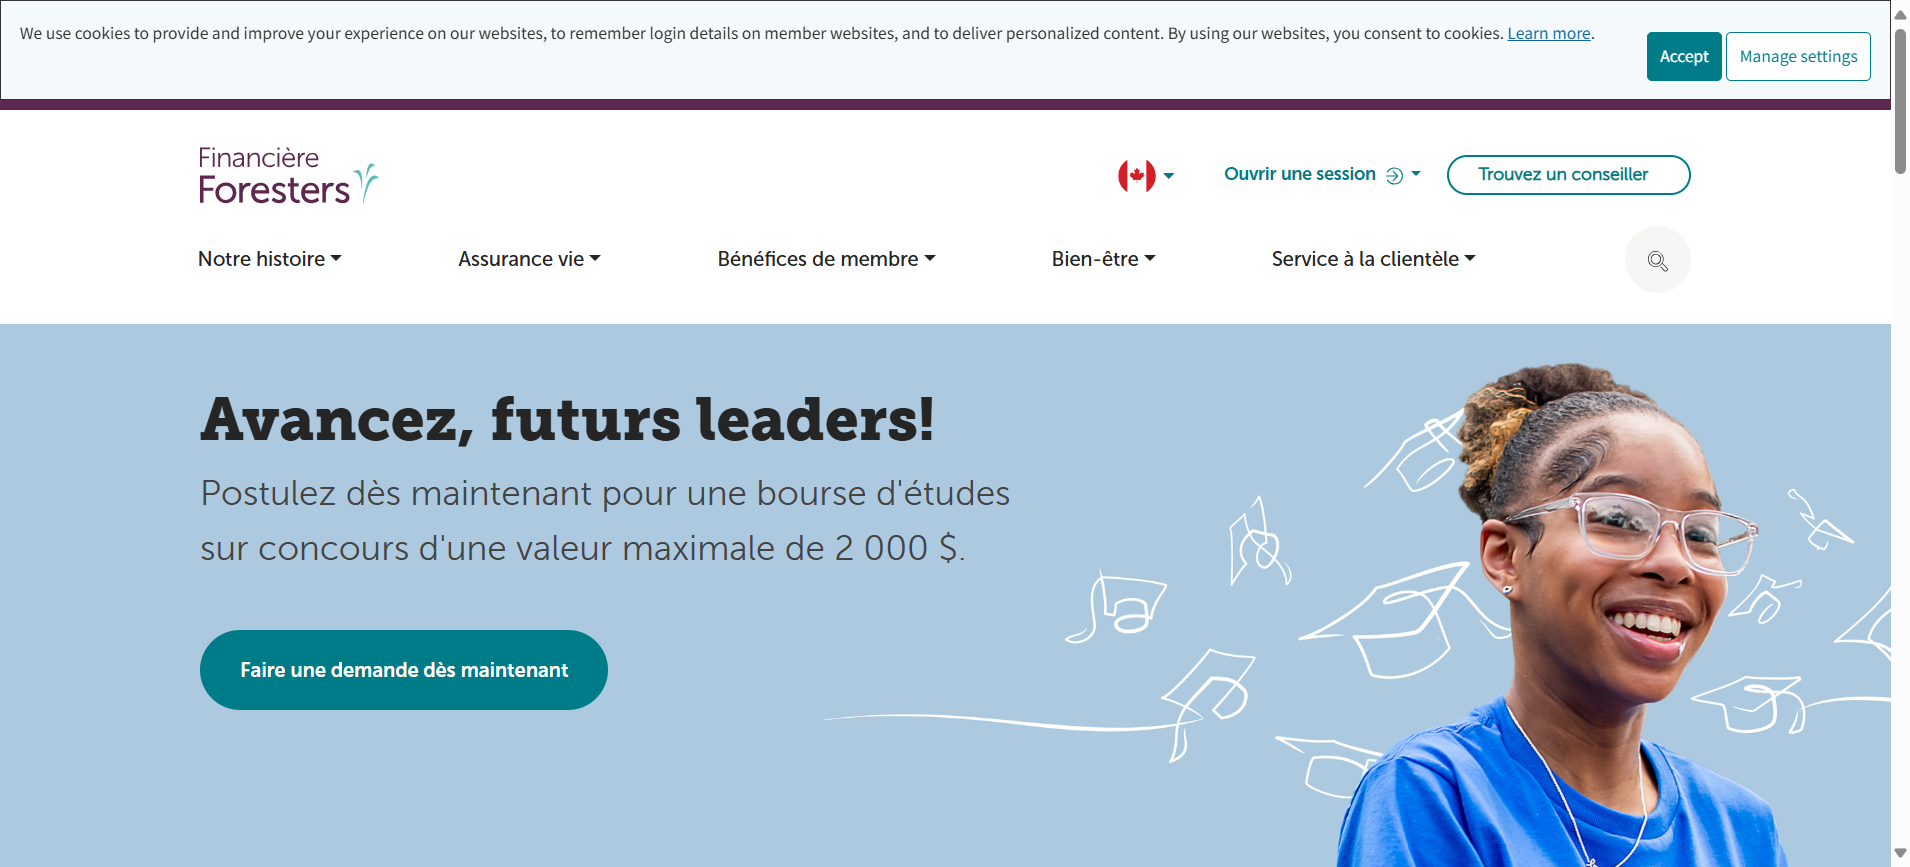 We use cookies to provide and improve your experience on our websites, to remember login details on member websites, and to deliver personalized content. By using our websites, you consent to cookies. Learn more.
Accept
Manage settings
Financière
Foresters
Ouvrir une session
Trouvez un conseiller
Notre histoire
Assurance vie
Bénéfices de membre
Bien-être
Service à la clientèle
Avancez, futurs leaders!
Postulez dès maintenant pour une bourse d'études
sur concours d'une valeur maximale de 2 000 $.
Faire une demande dès maintenant